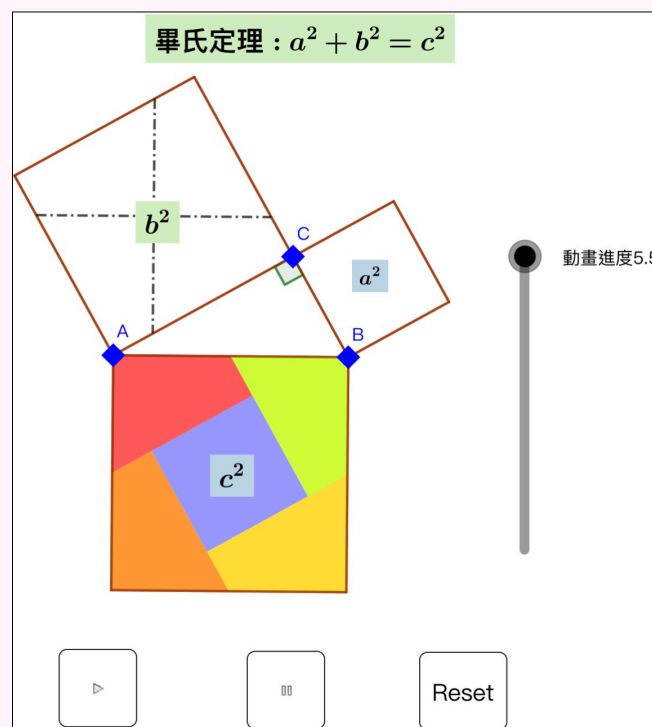 畢氏定理 : a² + b² = c²
b²
C
a²
動畫進度5.5
A
B
c²
Reset